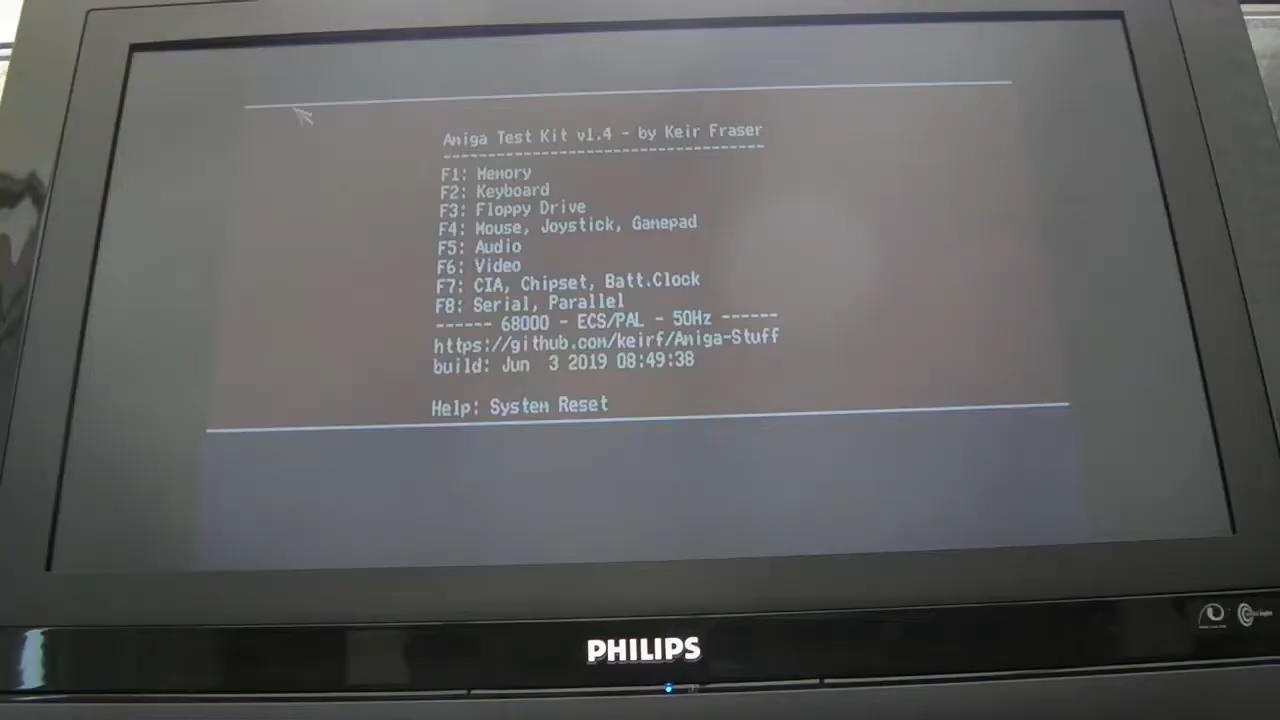 Amiga Test Kit v1.4 - by Keir Fraser
------------------------------------
F1: Memory
F2: Keyboard
F3: Floppy Drive
F4: Mouse, Joystick, Gamepad
F5: Audio
F6: Video
F7: CIA, Chipset, Batt.Clock
F8: Serial, Parallel
------ 68000 - ECS/PAL - 50Hz ------
https://github.com/keirf/Amiga-Stuff
build: Jun  3 2019 08:49:38
Help: System Reset
PHILIPS